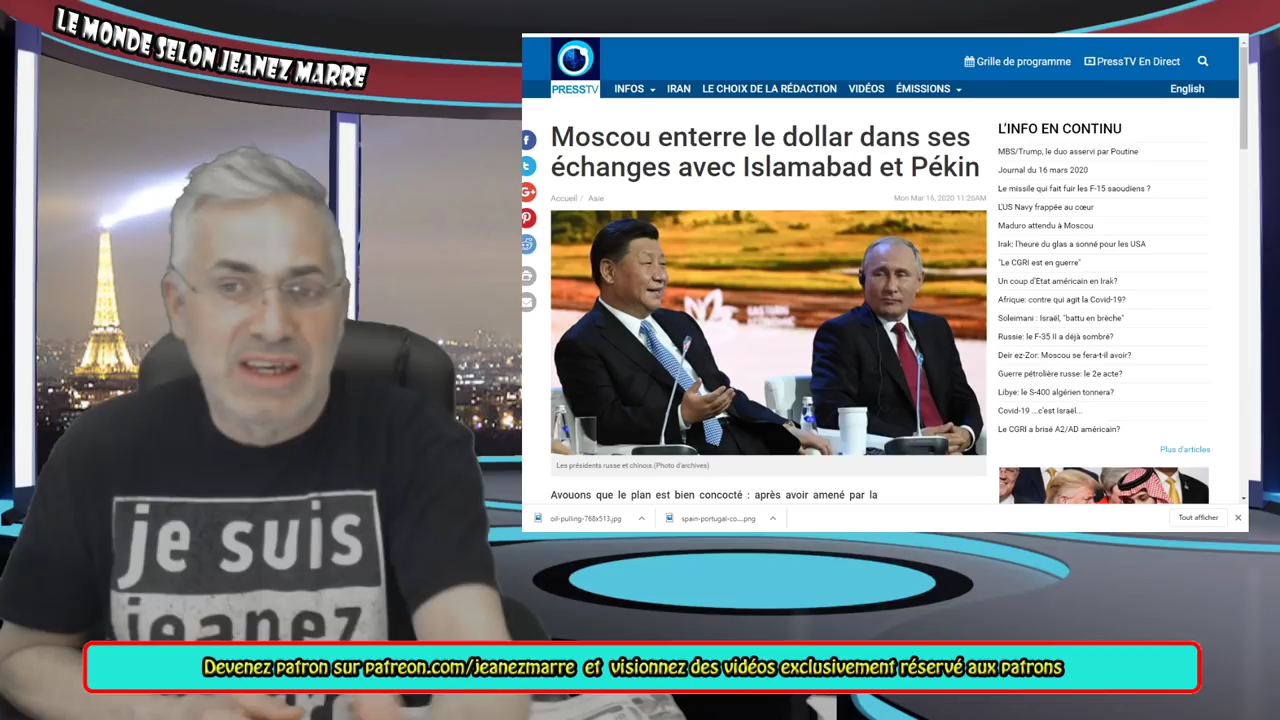 LE MONDE SELON JEANEZ MARRE
PRESSTV
Grille de programme
PressTV En Direct
INFOS
IRAN
LE CHOIX DE LA RÉDACTION
VIDÉOS
ÉMISSIONS
English
Moscou enterre le dollar dans ses
échanges avec Islamabad et Pékin
Accueil / Asie
Mon Mar 16, 2020 11:26AM
EASTERN
Les présidents russe et chinois.(Photo d'archives)
Avouons que le plan est bien concocté : après avoir amené par la
L'INFO EN CONTINU
MBS/Trump, le duo asservi par Poutine
Journal du 16 mars 2020
Le missile qui fait fuir les F-15 saoudiens ?
L'US Navy frappée au cœur
Maduro attendu à Moscou
Irak: l'heure du glas a sonné pour les USA
"Le CGRI est en guerre"
Un coup d'Etat américain en Irak?
Afrique: contre qui agit la Covid-19?
Soleimani : Israël, "battu en brèche"
Russie: le F-35 II a déjà sombré?
Deir ez-Zor: Moscou se fera-t-il avoir?
Guerre pétrolière russe: le 2e acte?
Libye: le S-400 algérien tonnera?
Covid-19 ...c'est Israël...
Le CGRI a brisé A2/AD américain?
Plus d'articles
oil-pulling-768x513.jpg
spain-portugal-co....png
Tout afficher
je suis
jeanez
Devenez patron sur patreon.com/jeanezmarre et visionnez des vidéos exclusivement réservé aux patrons